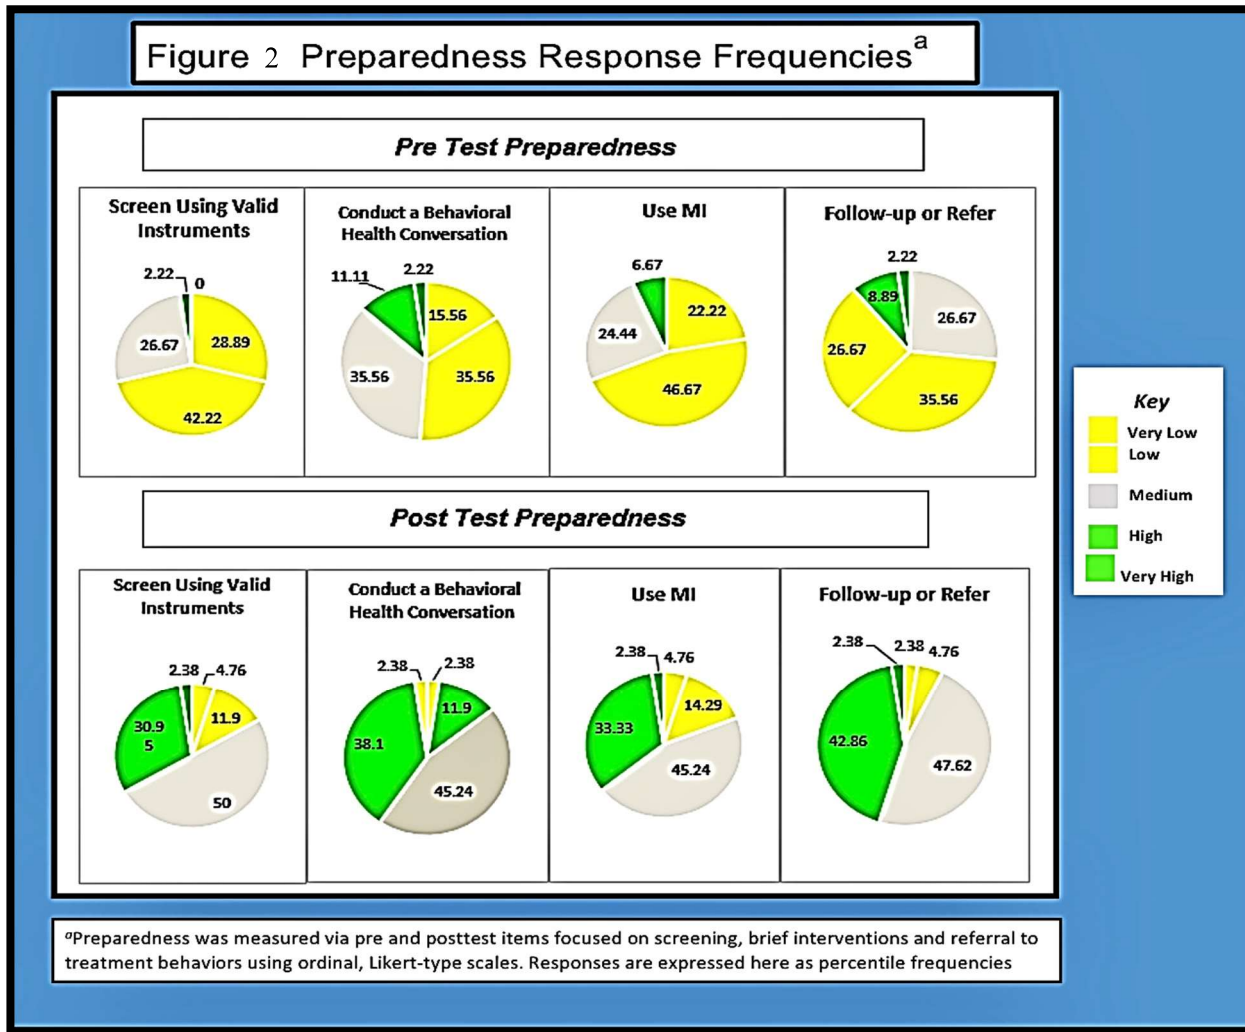 Figure 2 Preparedness Response Frequencies^a
Pre Test Preparedness
Screen Using Valid
Instruments
2.22
0
28.89
26.67
42.22
Conduct a Behavioral
Health Conversation
11.11
2.22
15.56
35.56
35.56
Use MI
6.67
22.22
24.44
46.67
Follow-up or Refer
2.22
8.89
26.67
26.67
35.56
Key
Very Low
Low
Medium
High
Very High
Post Test Preparedness
Screen Using Valid
Instruments
2.38
4.76
30.9
5
11.9
50
Conduct a Behavioral
Health Conversation
2.38
2.38
11.9
38.1
45.24
Use MI
2.38
4.76
14.29
33.33
45.24
Follow-up or Refer
2.38
2.38
4.76
42.86
47.62
ᵃPreparedness was measured via pre and posttest items focused on screening, brief interventions and referral to
treatment behaviors using ordinal, Likert-type scales. Responses are expressed here as percentile frequencies